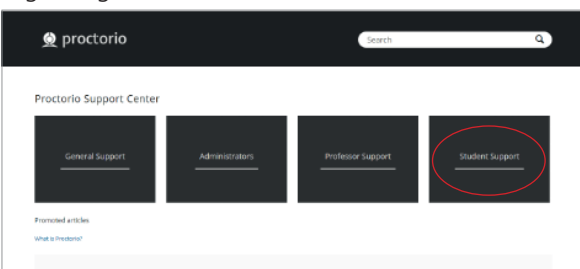 proctorio
Search
Proctorio Support Center
General Support
Administrators
Professor Support
Student Support
Promoted articles
What is Proctorio?